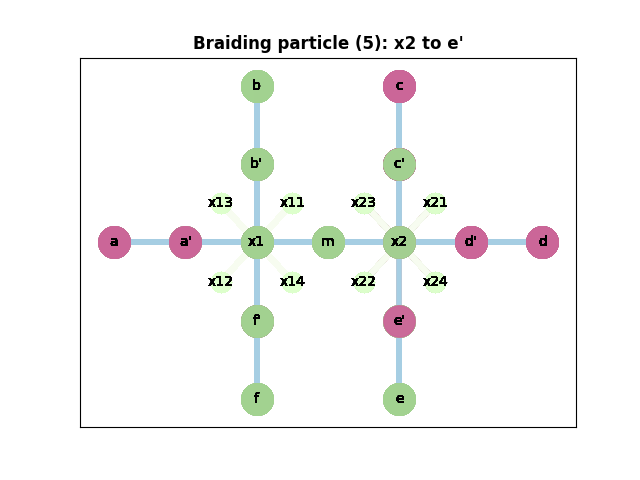 Braiding particle (5): x2 to e'
b c
b' c'
x13 x11 x23 x21
a a' x1 m x2 d' d
x12 x14 x22 x24
f' e'
f e